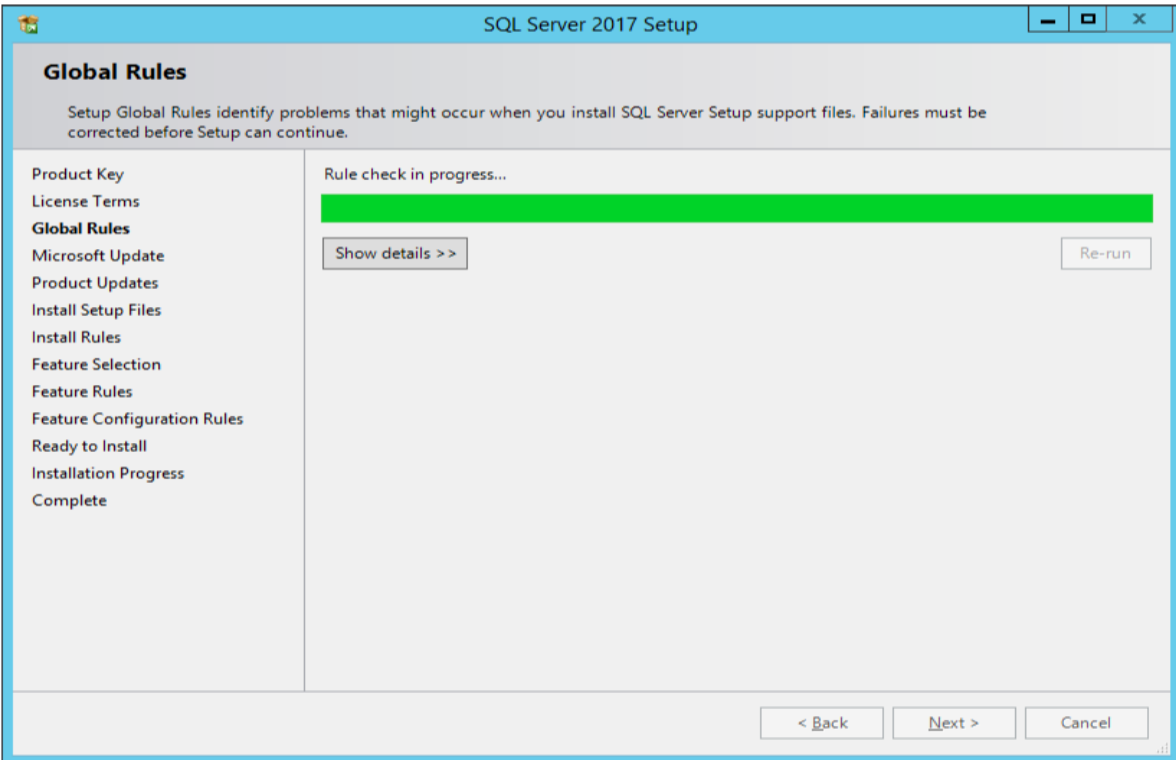 SQL Server 2017 Setup
Global Rules
Setup Global Rules identify problems that might occur when you install SQL Server Setup support files. Failures must be
corrected before Setup can continue.
Product Key
License Terms
Global Rules
Microsoft Update
Product Updates
Install Setup Files
Install Rules
Feature Selection
Feature Rules
Feature Configuration Rules
Ready to Install
Installation Progress
Complete
Rule check in progress...
Show details >>
Re-run
< Back
Next >
Cancel